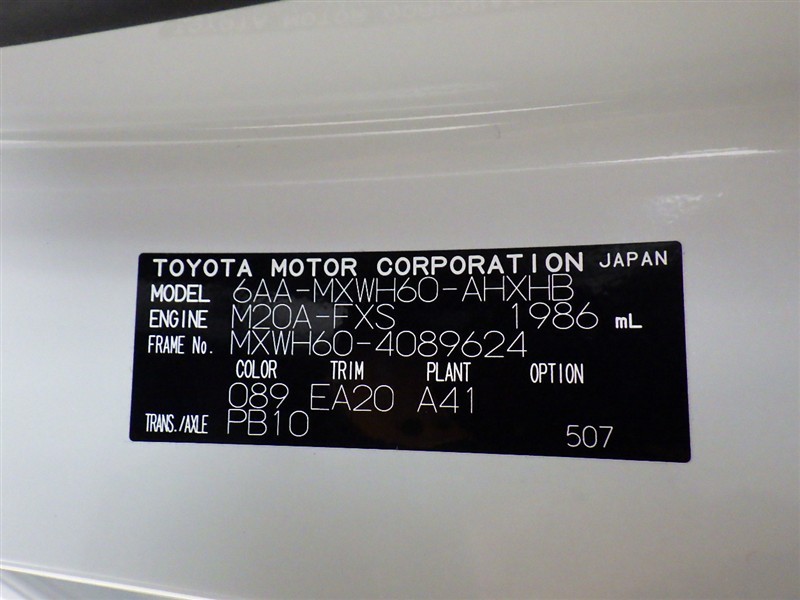 TOYOTA MOTOR CORPORATION JAPAN
MODEL 6AA-MXWH60-AHXHB
ENGINE M20A-FXS 1986 mL
FRAME No. MXWH60-4089624
COLOR TRIM PLANT OPTION
089 EA20 A41
TRANS./AXLE PB10 507